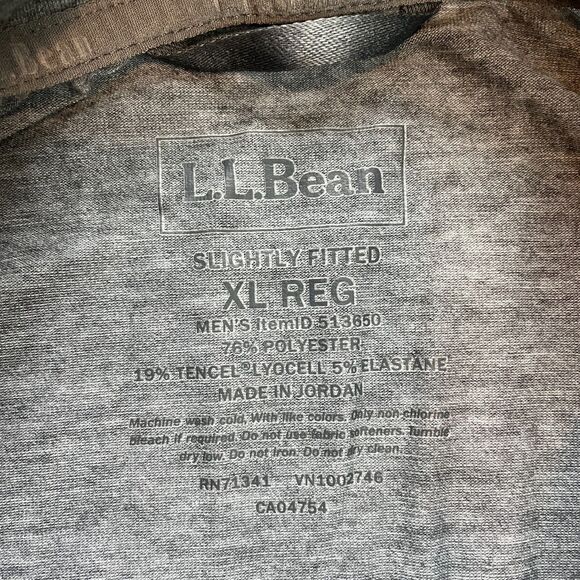 L.Bean
L.L.Bean
SLIGHTLY FITTED
XL REG
MEN'S ItemID 513650
76% POLYESTER
19% TENCEL® LYOCELL 5% ELASTANE
MADE IN JORDAN
Machine wash cold. With like colors. Only non-chlorine
bleach if required. Do not use fabric softeners. Tumble
dry low. Do not iron. Do not dry clean.
RN71341 VN1002746
CA04754